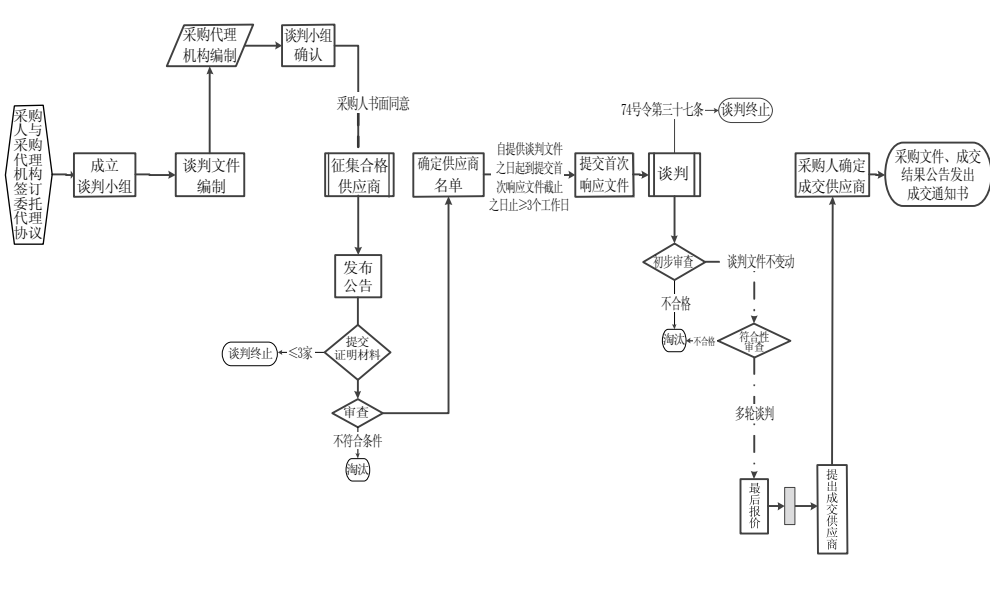 采购
人与
采购
代理
机构
签订
委托
代理
协议
成立
谈判小组
谈判文件
编制
采购代理
机构编制
谈判小组
确认
采购人书面同意
征集合格
供应商
发布
公告
提交
证明材料
≤3家
谈判终止
审查
不符合条件
淘汰
确定供应商
名单
自提供谈判文件
之日起到提交首
次响应文件截止
之日止≥3个工作日
提交首次
响应文件
谈判
74号令第三十七条
谈判终止
初步审查
不合格
淘汰
谈判文件不变动
符合性
审查
不合格
多轮谈判
最
后
报
价
提
出
成
交
供
应
商
采购人确定
成交供应商
采购文件、成交
结果公告发出
成交通知书